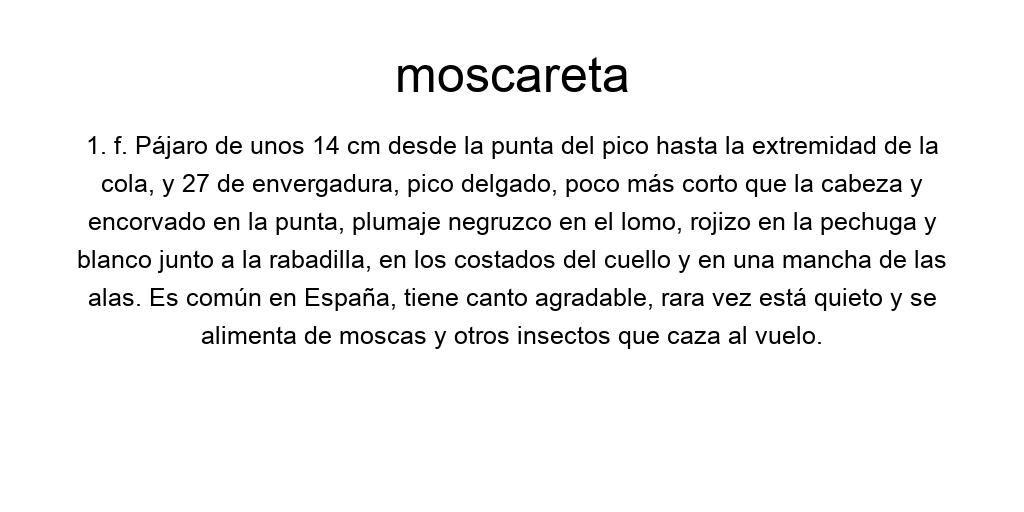 moscareta
1. f. Pájaro de unos 14 cm desde la punta del pico hasta la extremidad de la
cola, y 27 de envergadura, pico delgado, poco más corto que la cabeza y
encorvado en la punta, plumaje negruzco en el lomo, rojizo en la pechuga y
blanco junto a la rabadilla, en los costados del cuello y en una mancha de las
alas. Es común en España, tiene canto agradable, rara vez está quieto y se
alimenta de moscas y otros insectos que caza al vuelo.